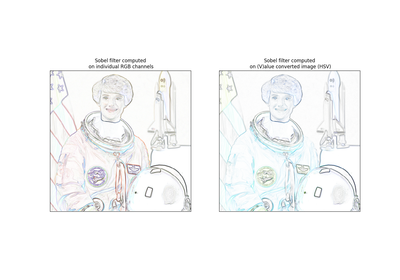 Sobel filter computed
on individual RGB channels
Sobel filter computed
on (V)alue converted image (HSV)